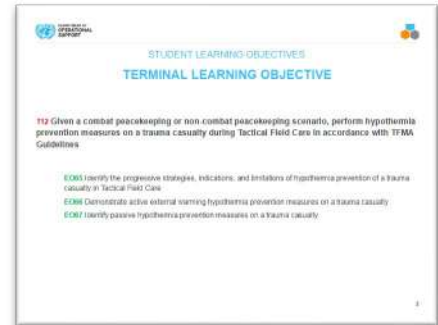 OPERATIONAL
SUPPORT
STUDENT LEARNING OBJECTIVES
TERMINAL LEARNING OBJECTIVE
T12 Given a combat peacekeeping or non-combat peacekeeping scenario, perform hypothermia
prevention measures on a trauma casualty during Tactical Field Care in accordance with TFMA
Guidelines
EO65 Identify the progressive strategies, indications, and limitations of hypothermia prevention of a trauma
casualty in Tactical Field Care
EO66 Demonstrate active external warming hypothermia prevention measures on a trauma casualty
EO67 Identify passive hypothermia prevention measures on a trauma casualty